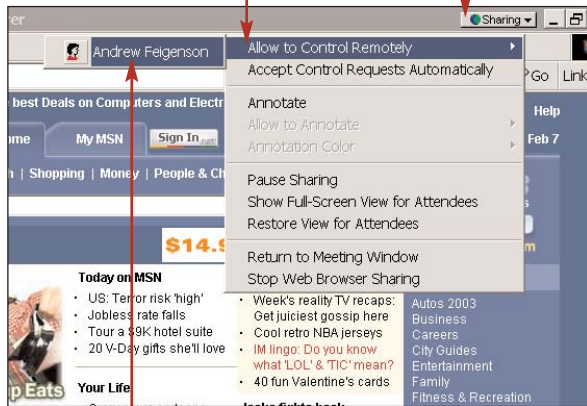 er
Sharing
Andrew Feigenson
Allow to Control Remotely
Accept Control Requests Automatically
Go Link
Annotate
Allow to Annotate
Annotation Color
best Deals on Computers and Electr
Help
ome My MSN Sign In .net
Feb 7
n | Shopping | Money | People & Ch
Pause Sharing
Show Full-Screen View for Attendees
Restore View for Attendees
$14.9
m
Return to Meeting Window
Stop Web Browser Sharing
Today on MSN
· US: Terror risk 'high'
· Jobless rate falls
· Tour a $9K hotel suite
· 20 V-Day gifts she'll love
· Week's reality TV recaps:
Get juiciest gossip here
· Cool retro NBA jerseys
· IM lingo: Do you know
what 'LOL' & 'TIC' mean?
· 40 fun Valentine's cards
Autos 2003
Business
Careers
City Guides
Entertainment
Family
Fitness & Recreation
p Eats
Your Life